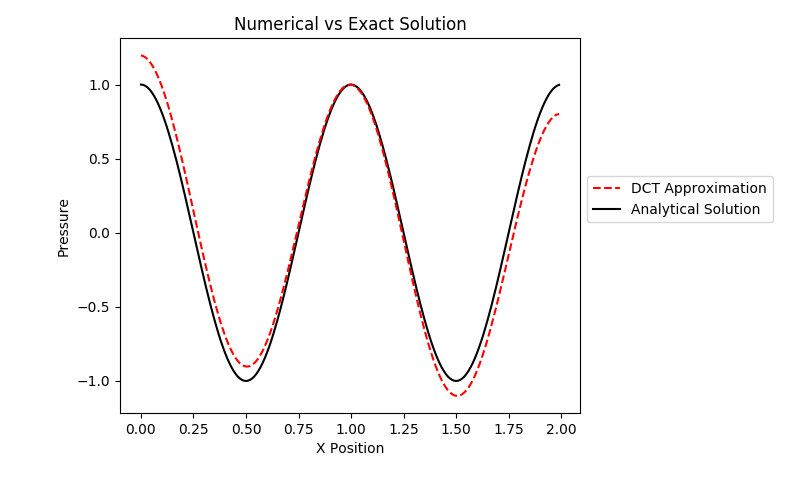 Numerical vs Exact Solution
Pressure
1.0
0.5
0.0
−0.5
−1.0
0.00 0.25 0.50 0.75 1.00 1.25 1.50 1.75 2.00
X Position
DCT Approximation
Analytical Solution